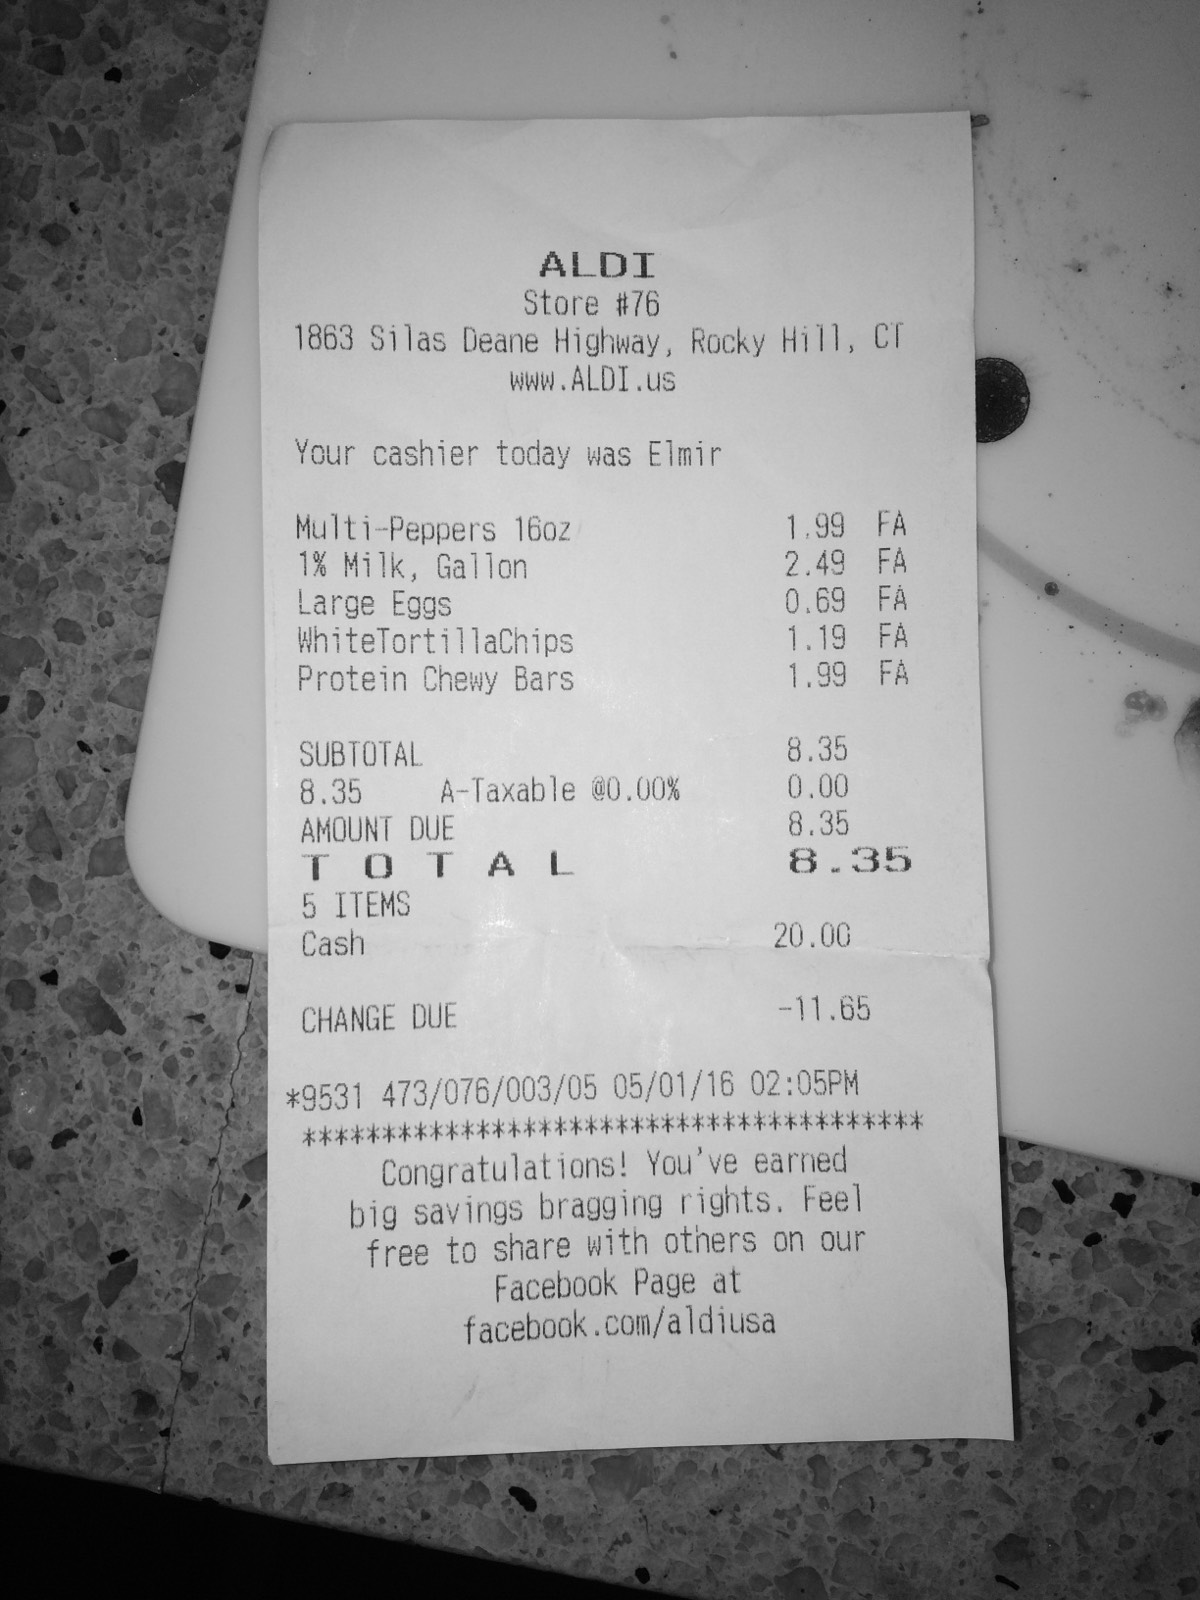 ALDI
Store #76
1863 Silas Deane Highway, Rocky Hill, CT
www.ALDI.us
Your cashier today was Elmir
Multi-Peppers 16oz 1.99 FA
1% Milk, Gallon 2.49 FA
Large Eggs 0.69 FA
WhiteTortillaChips 1.19 FA
Protein Chewy Bars 1.99 FA
SUBTOTAL 8.35
8.35 A-Taxable @0.00% 0.00
AMOUNT DUE 8.35
T O T A L 8.35
5 ITEMS
Cash 20.00
CHANGE DUE -11.65
*9531 473/076/003/05 05/01/16 02:05PM
****************************************
Congratulations! You've earned
big savings bragging rights. Feel
free to share with others on our
Facebook Page at
facebook.com/aldiusa